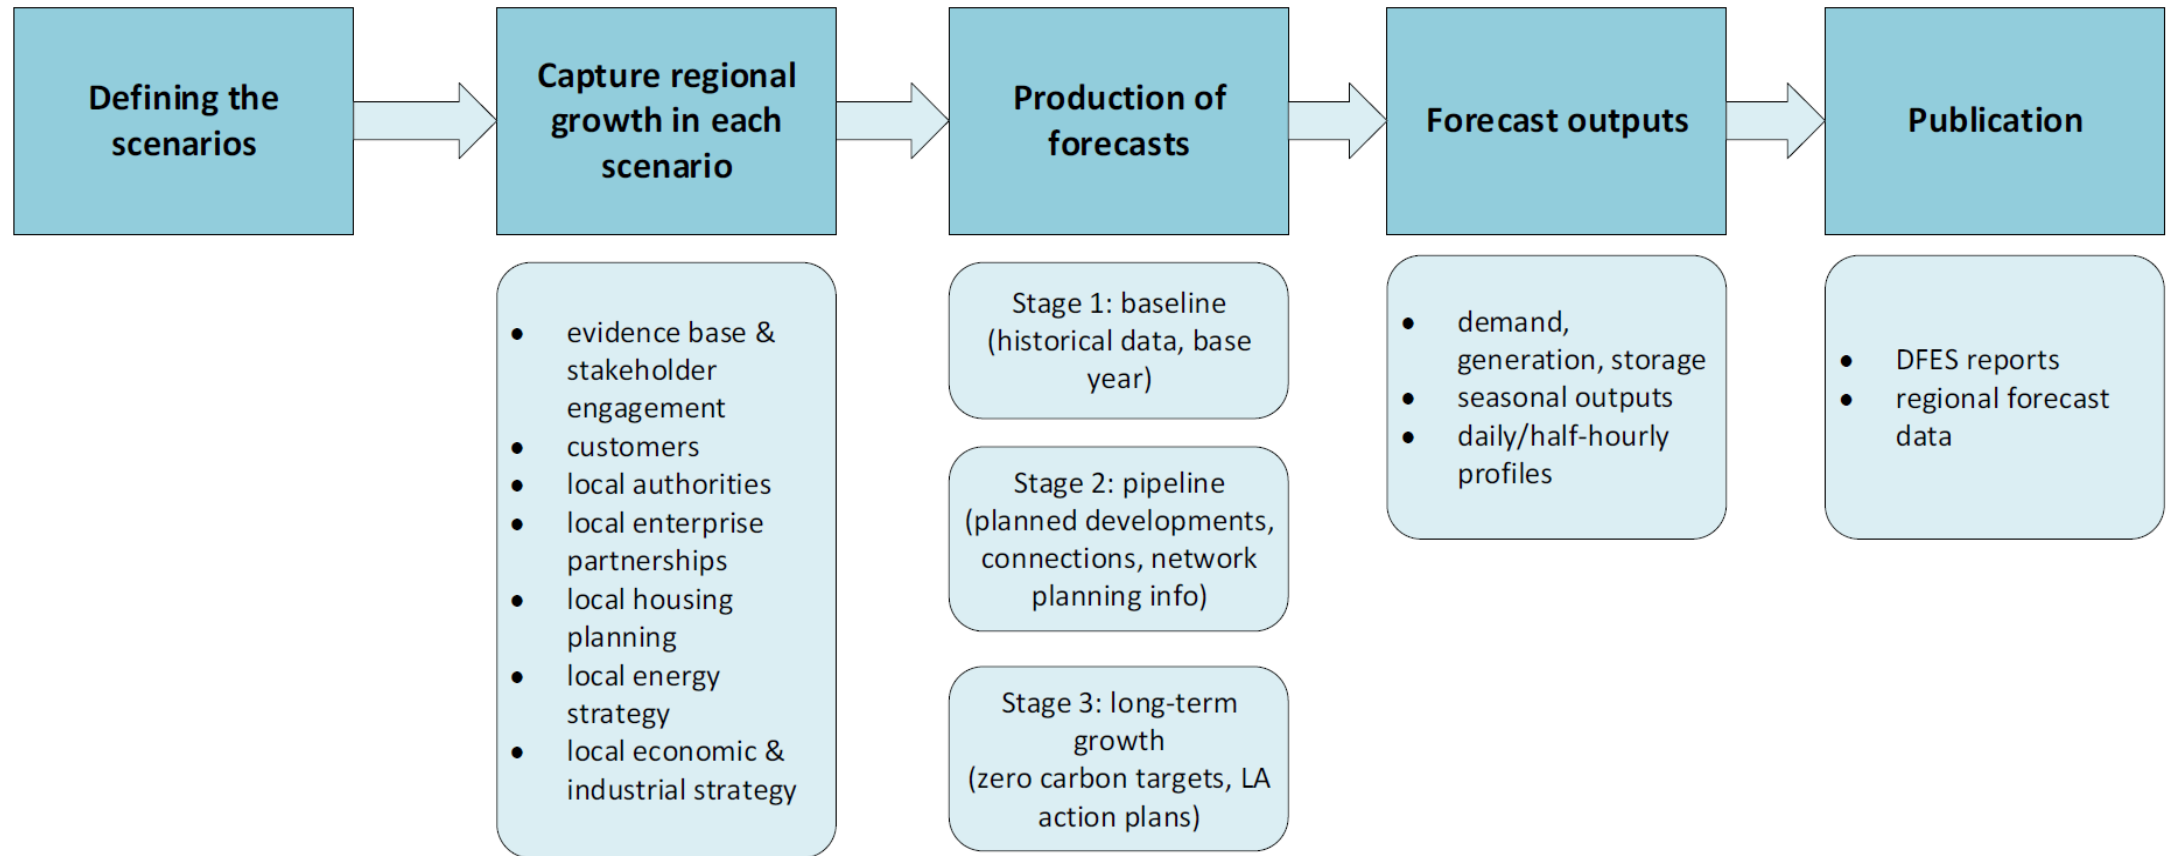 Defining the
scenarios
Capture regional
growth in each
scenario
Production of
forecasts
Forecast outputs
Publication
• evidence base &
stakeholder
engagement
• customers
• local authorities
• local enterprise
partnerships
• local housing
planning
• local energy
strategy
• local economic &
industrial strategy
Stage 1: baseline
(historical data, base
year)
Stage 2: pipeline
(planned developments,
connections, network
planning info)
Stage 3: long-term
growth
(zero carbon targets, LA
action plans)
• demand,
generation, storage
• seasonal outputs
• daily/half-hourly
profiles
• DFES reports
• regional forecast
data